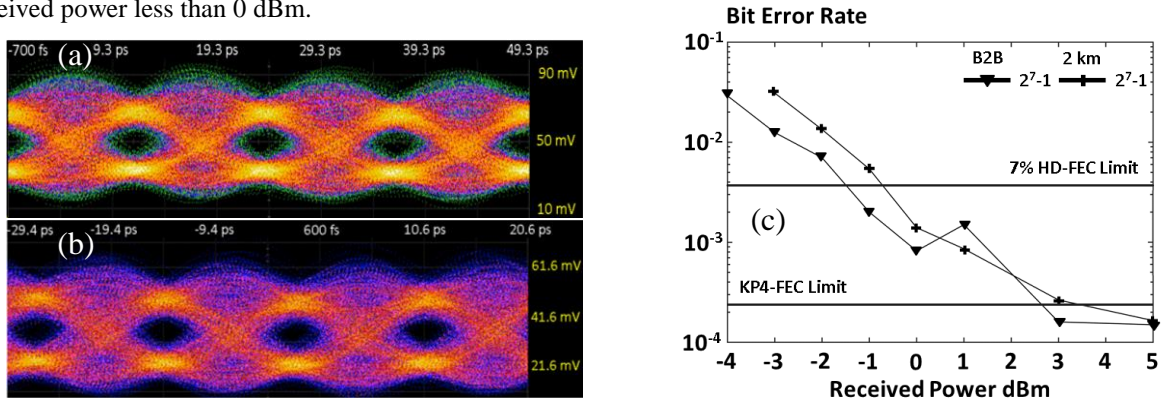 ceived power less than 0 dBm.
(a)
-700 fs 9.3 ps 19.3 ps 29.3 ps 39.3 ps 49.3 ps
90 mV
50 mV
10 mV
(b)
-29.4 ps -19.4 ps -9.4 ps 600 fs 10.6 ps 20.6 ps
61.6 mV
41.6 mV
21.6 mV
Bit Error Rate
10-1
10-2
10-3
10-4
B2B 2 km
2⁷-1 2⁷-1
7% HD-FEC Limit
(c)
KP4-FEC Limit
-4 -3 -2 -1 0 1 2 3 4 5
Received Power dBm